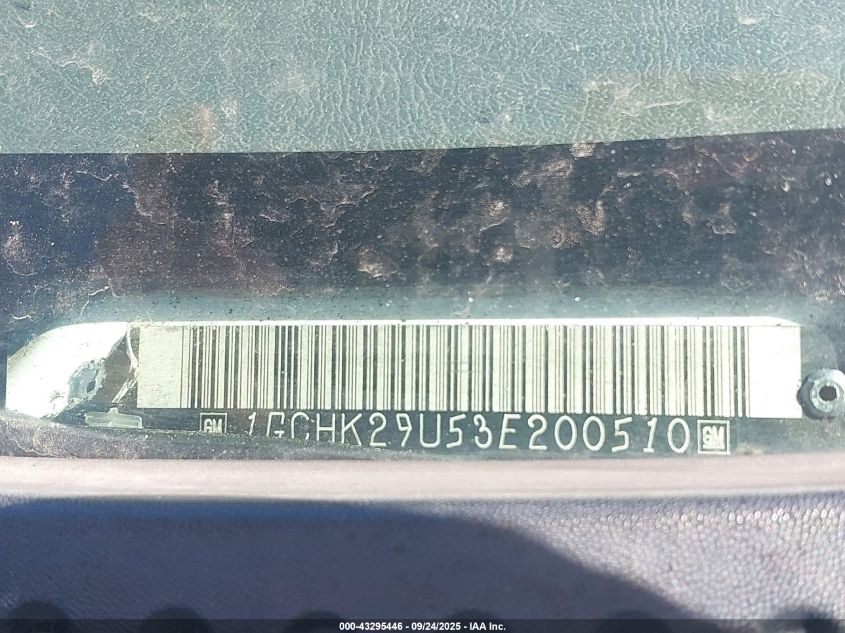 GM 1GCHK29U53E200510 GM
000-43295446 - 09/24/2025 - IAA Inc.